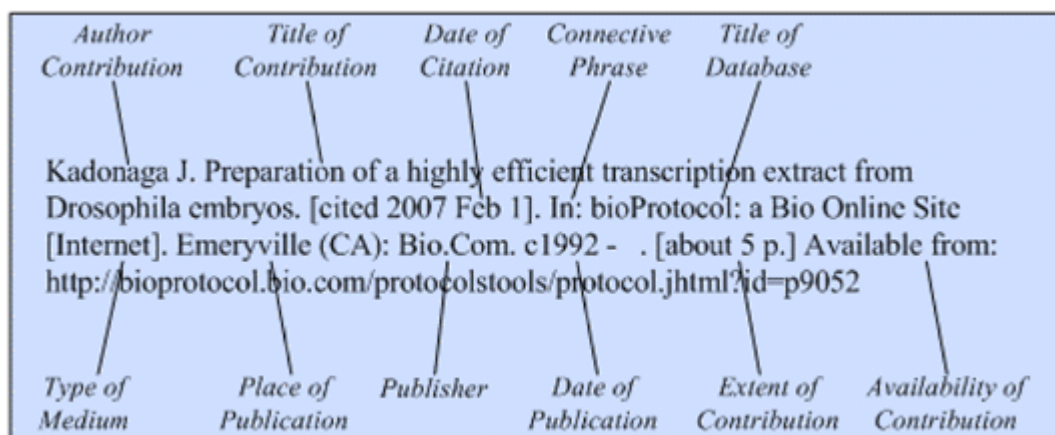 Author Title of Date of Connective Title of
Contribution Contribution Citation Phrase Database
Kadonaga J. Preparation of a highly efficient transcription extract from
Drosophila embryos. [cited 2007 Feb 1]. In: bioProtocol: a Bio Online Site
[Internet]. Emeryville (CA): Bio.Com. c1992 - . [about 5 p.] Available from:
http://bioprotocol.bio.com/protocolstools/protocol.jhtml?id=p9052
Type of Place of Publisher Date of Extent of Availability of
Medium Publication Publication Contribution Contribution